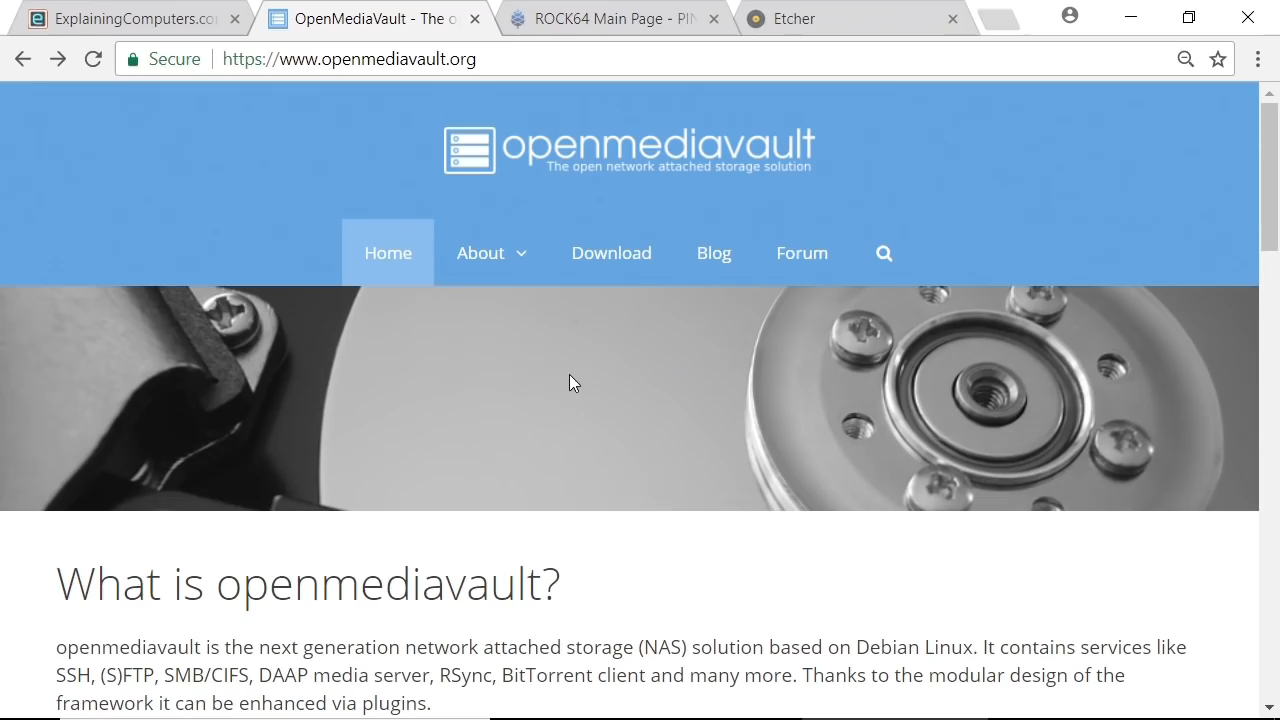 ExplainingComputers.co
OpenMediaVault - The o
ROCK64 Main Page - PIN
Etcher
Secure
https://www.openmediavault.org
openmediavault
The open network attached storage solution
Home
About
Download
Blog
Forum
What is openmediavault?
openmediavault is the next generation network attached storage (NAS) solution based on Debian Linux. It contains services like
SSH, (S)FTP, SMB/CIFS, DAAP media server, RSync, BitTorrent client and many more. Thanks to the modular design of the
framework it can be enhanced via plugins.